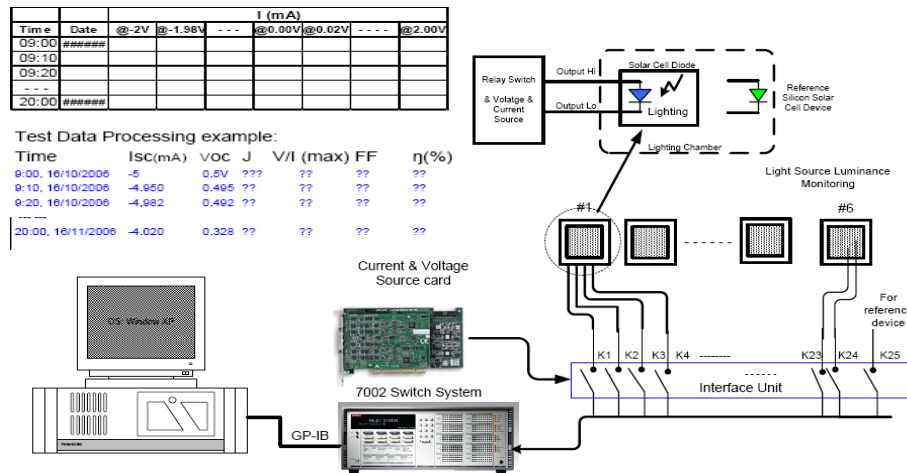 I (mA)
Time Date @-2V @-1.98V - - - @0.00V @0.02V - - - - @2.00V
09:00 ######
09:10
09:20
- - -
20:00 ######
Test Data Processing example:
Time Isc(mA) VOC J V/I (max) FF η(%)
9:00, 16/10/2006 -5 0.5V ??? ?? ?? ??
9:10, 16/10/2006 -4.950 0.495 ?? ?? ?? ??
9:20, 16/10/2006 -4,982 0.492 ?? ?? ?? ??
--- ---
20:00, 16/11/2006 -4.020 0.328 ?? ?? ?? ??
Relay Switch
& Volatge &
Current
Source
Output Hi
Output Lo
Solar Cell Diode
Lighting
Lighting Chamber
Reference
Silicon Solar
Cell Device
Light Source Luminance
Monitoring
#1
#6
For
reference
device
K1 K2 K3 K4 -------- K23 K24 K25
Interface Unit
Current & Voltage
Source card
7002 Switch System
OS: Window XP
GP-IB